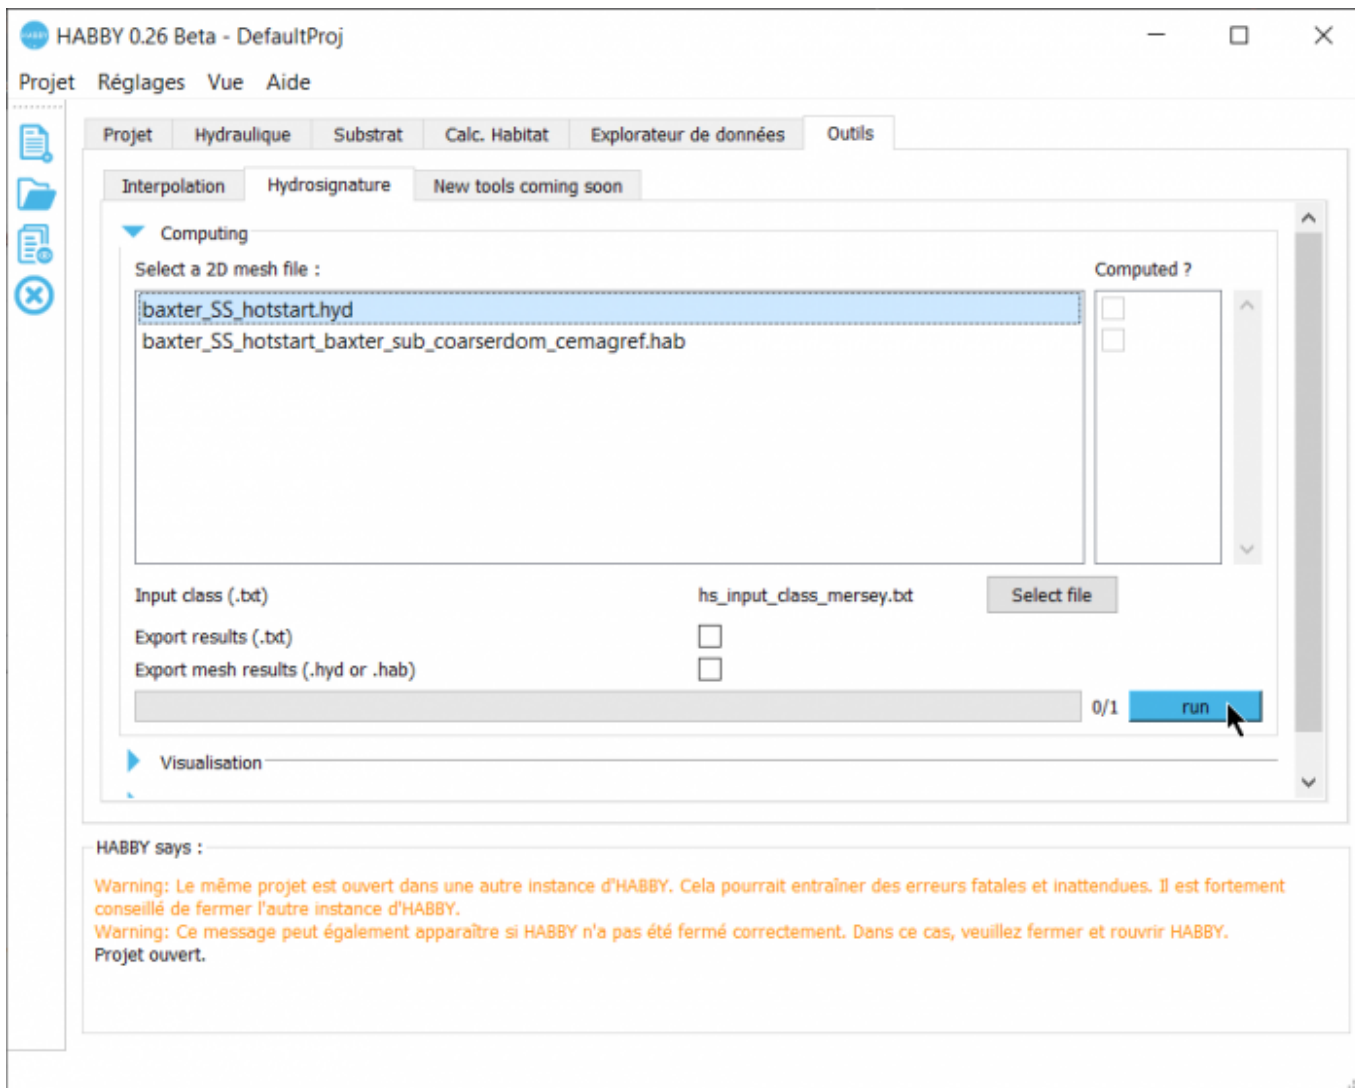 HABBY 0.26 Beta - DefaultProj
Projet Réglages Vue Aide
Projet Hydraulique Substrat Calc. Habitat Explorateur de données Outils
Interpolation Hydrosignature New tools coming soon
Computing
Select a 2D mesh file : Computed ?
baxter_SS_hotstart.hyd
baxter_SS_hotstart_baxter_sub_coarserdom_cemagref.hab
Input class (.txt) hs_input_class_mersey.txt Select file
Export results (.txt)
Export mesh results (.hyd or .hab)
0/1 run
Visualisation
HABBY says :
Warning: Le même projet est ouvert dans une autre instance d'HABBY. Cela pourrait entraîner des erreurs fatales et inattendues. Il est fortement
conseillé de fermer l'autre instance d'HABBY.
Warning: Ce message peut également apparaître si HABBY n'a pas été fermé correctement. Dans ce cas, veuillez fermer et rouvrir HABBY.
Projet ouvert.